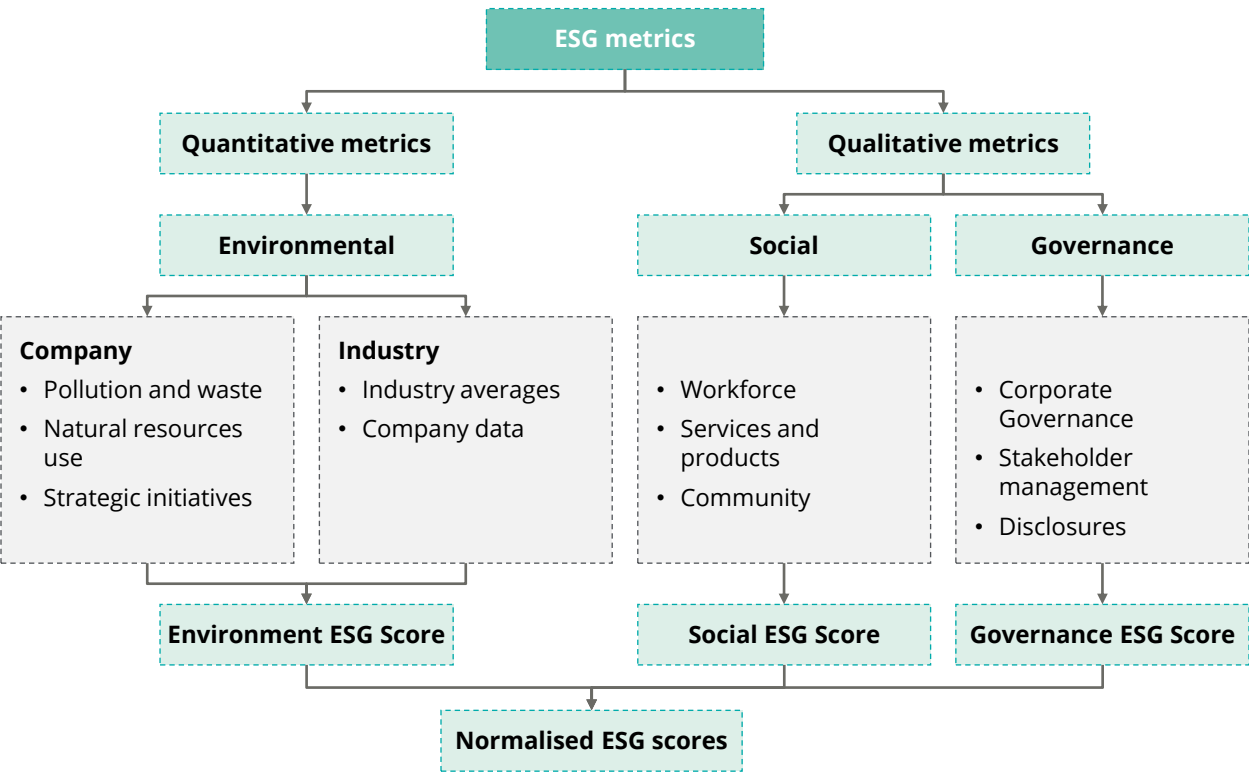 ESG metrics
Quantitative metrics
Qualitative metrics
Environmental
Social
Governance
Company
• Pollution and waste
• Natural resources
use
• Strategic initiatives
Industry
• Industry averages
• Company data
• Workforce
• Services and
products
• Community
• Corporate
Governance
• Stakeholder
management
• Disclosures
Environment ESG Score
Social ESG Score
Governance ESG Score
Normalised ESG scores